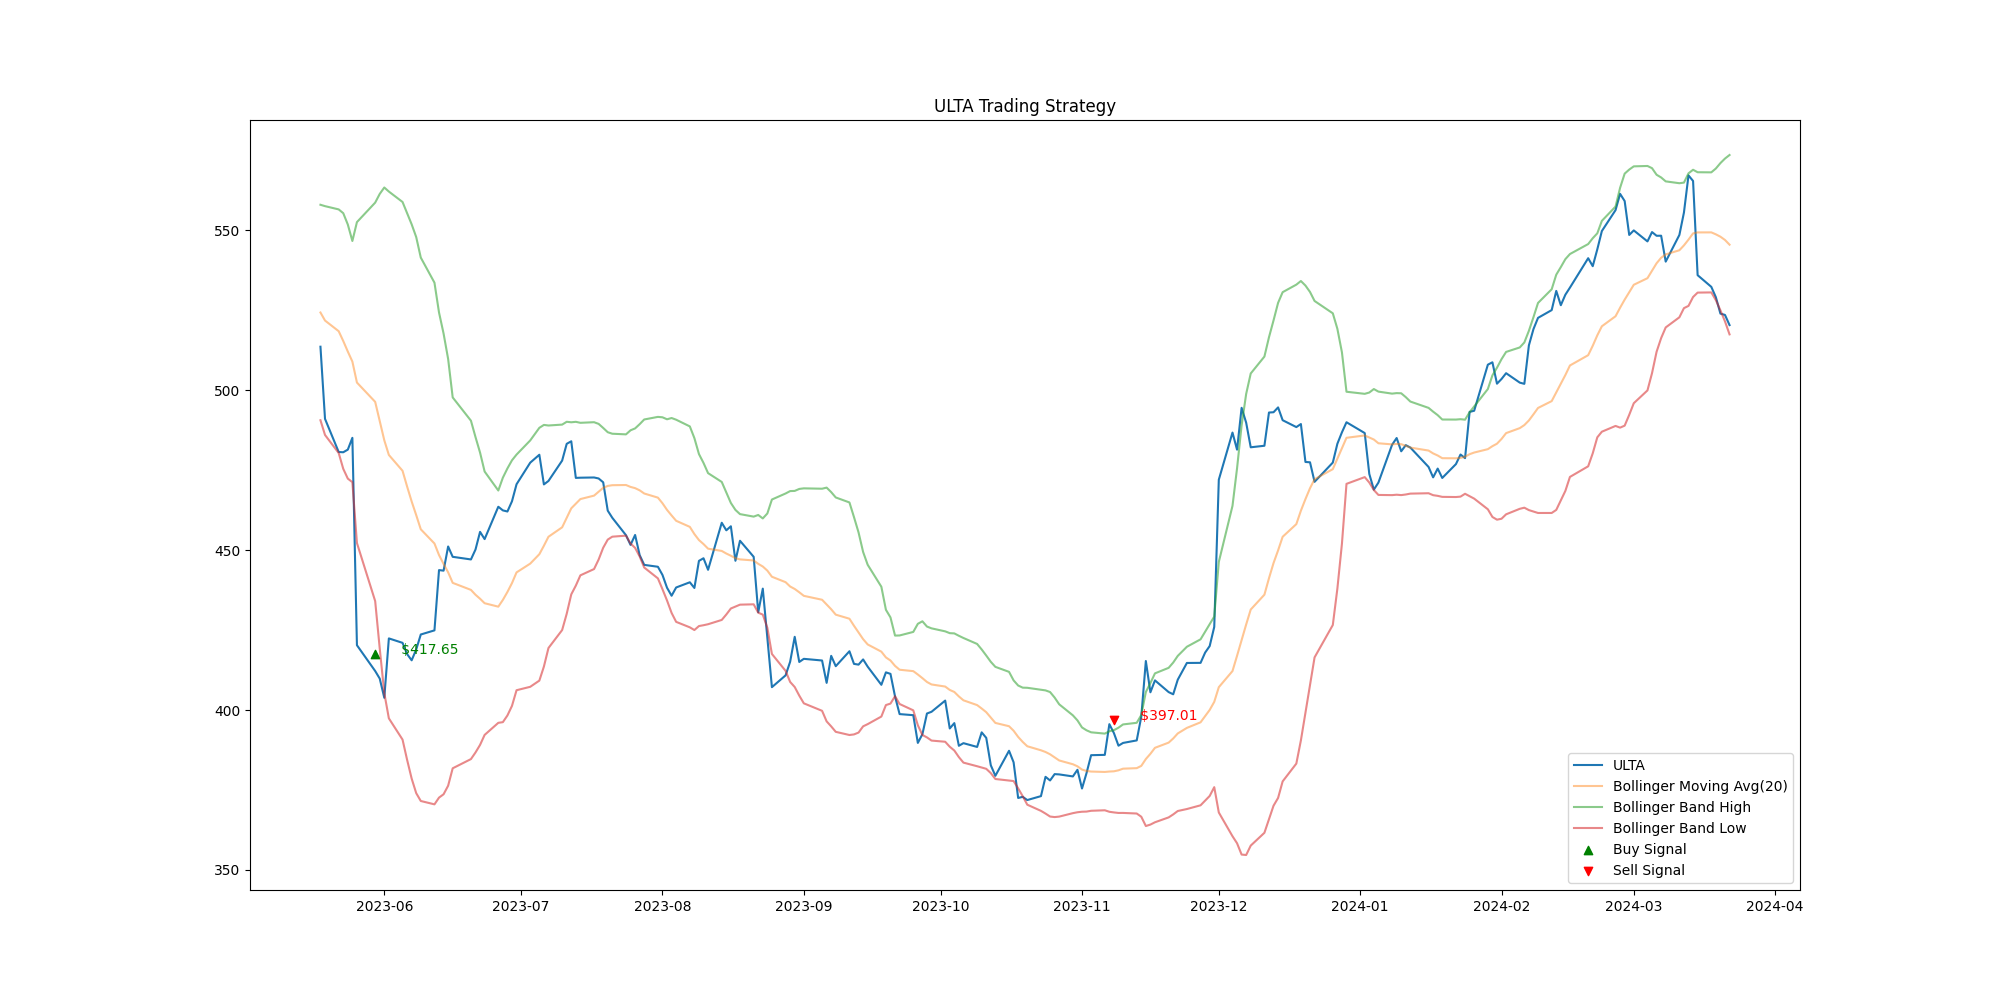 ULTA Trading Strategy
550
500
450
400
350
$417.65
$397.01
ULTA
Bollinger Moving Avg(20)
Bollinger Band High
Bollinger Band Low
Buy Signal
Sell Signal
2023-06 2023-07 2023-08 2023-09 2023-10 2023-11 2023-12 2024-01 2024-02 2024-03 2024-04